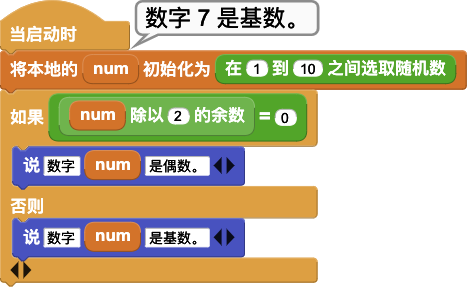 数字 7 是基数。
当启动时
将本地的 num 初始化为 在 1 到 10 之间选取随机数
如果 num 除以 2 的余数 = 0
说 数字 num 是偶数。
否则
说 数字 num 是基数。